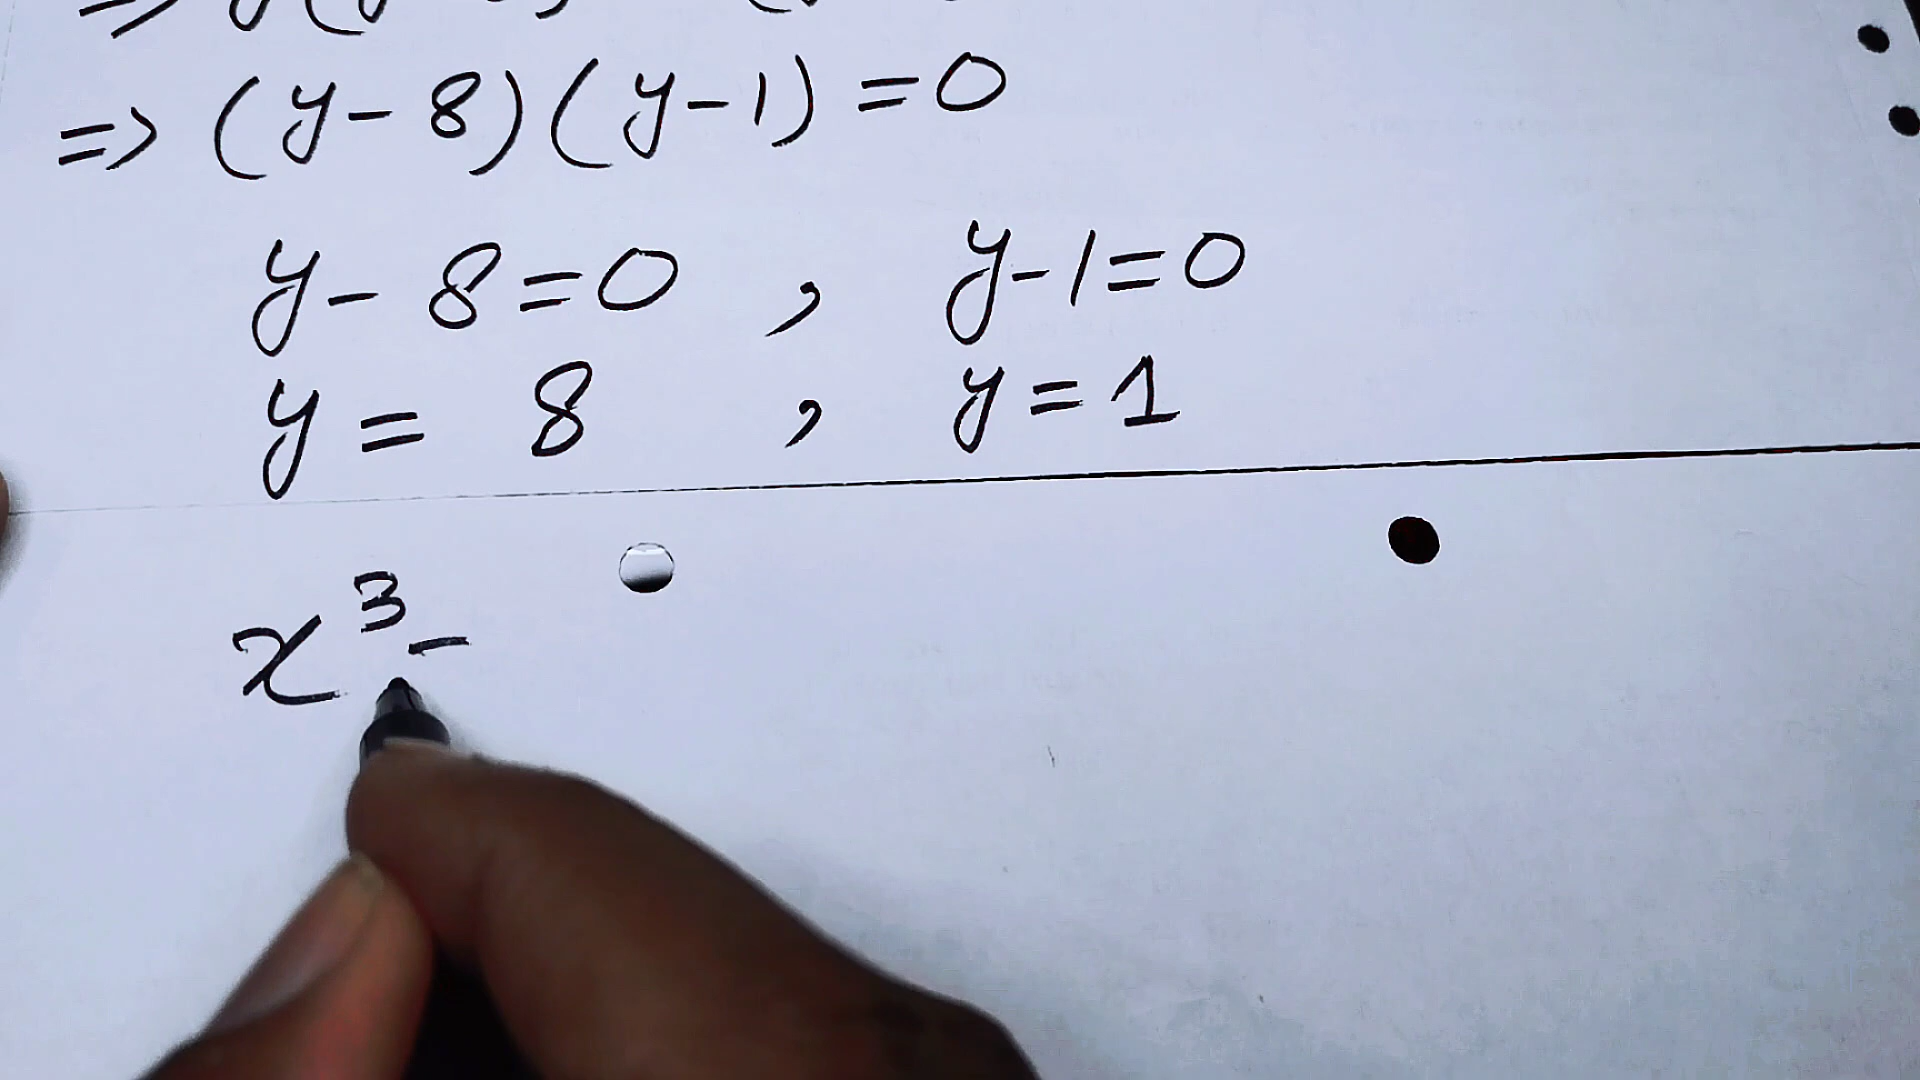 => (y-8)(y-1)=0
y-8=0 , y-1=0
y= 8 , y=1
x³-